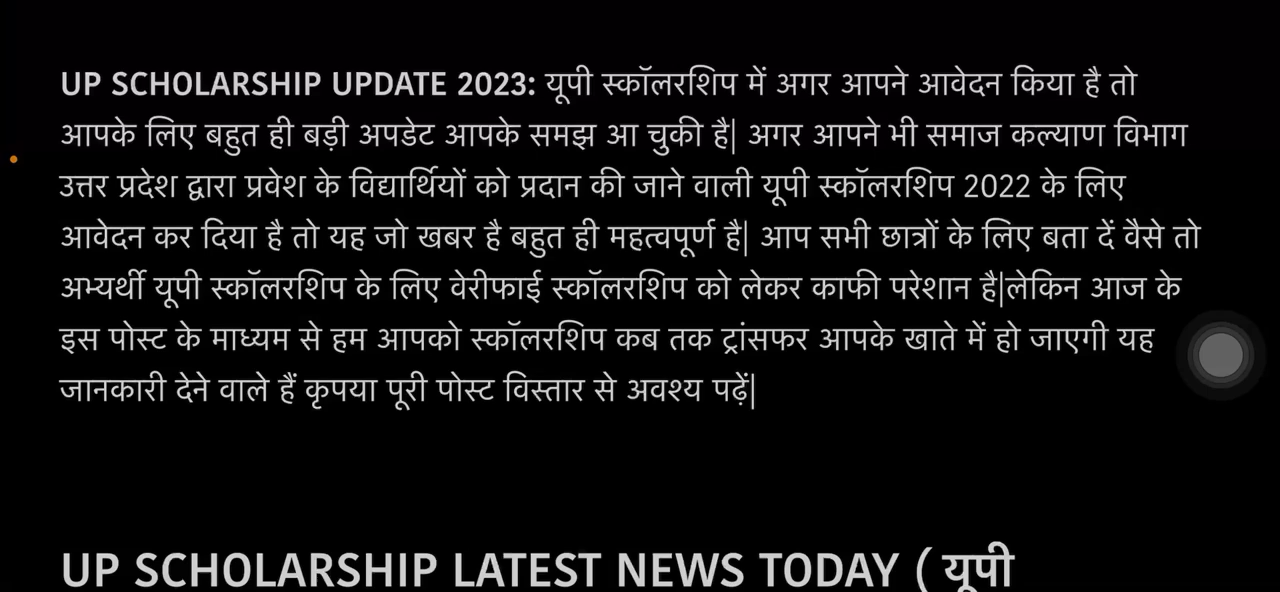 UP SCHOLARSHIP UPDATE 2023: यूपी स्कॉलरशिप में अगर आपने आवेदन किया है तो
आपके लिए बहुत ही बड़ी अपडेट आपके समझ आ चुकी है| अगर आपने भी समाज कल्याण विभाग
उत्तर प्रदेश द्वारा प्रवेश के विद्यार्थियों को प्रदान की जाने वाली यूपी स्कॉलरशिप 2022 के लिए
आवेदन कर दिया है तो यह जो खबर है बहुत ही महत्वपूर्ण है| आप सभी छात्रों के लिए बता दें वैसे तो
अभ्यर्थी यूपी स्कॉलरशिप के लिए वेरीफाई स्कॉलरशिप को लेकर काफी परेशान है|लेकिन आज के
इस पोस्ट के माध्यम से हम आपको स्कॉलरशिप कब तक ट्रांसफर आपके खाते में हो जाएगी यह
जानकारी देने वाले हैं कृपया पूरी पोस्ट विस्तार से अवश्य पढ़ें|
UP SCHOLARSHIP LATEST NEWS TODAY ( यूपी